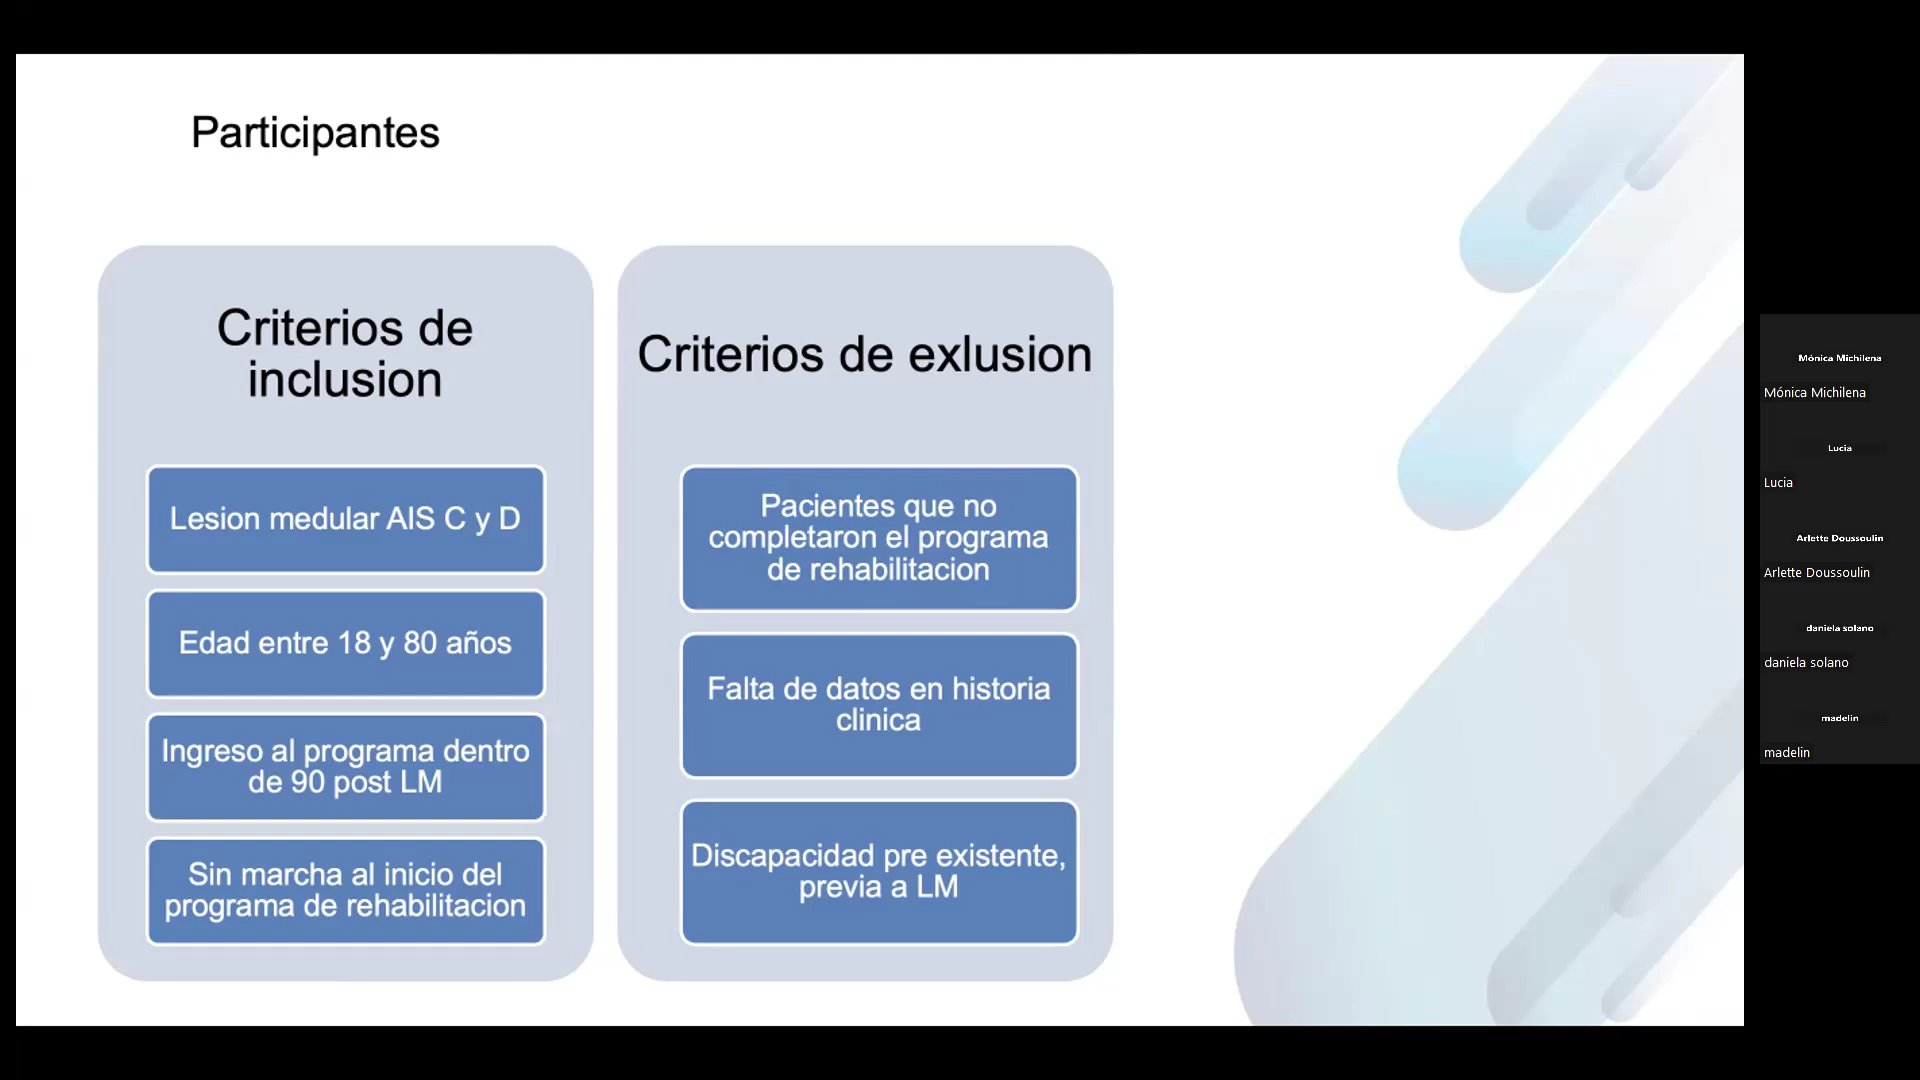 Participantes
Criterios de
inclusion
Lesion medular AIS C y D
Edad entre 18 y 80 años
Ingreso al programa dentro
de 90 post LM
Sin marcha al inicio del
programa de rehabilitacion
Criterios de exlusion
Pacientes que no
completaron el programa
de rehabilitacion
Falta de datos en historia
clinica
Discapacidad pre existente,
previa a LM
Mónica Michilena
Mónica Michilena
Lucia
Lucia
Arlette Doussoulin
Arlette Doussoulin
daniela solano
daniela solano
madelin
madelin